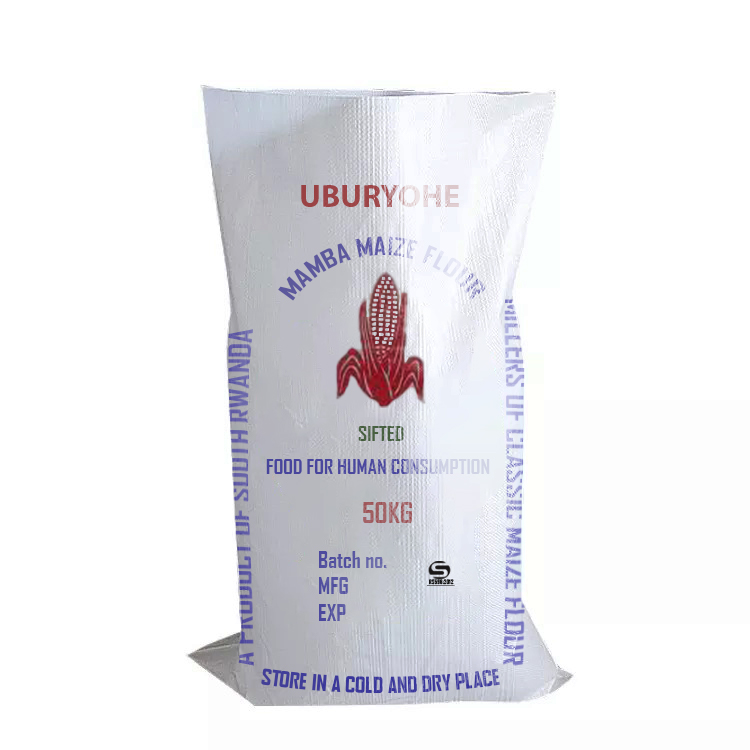 UBURYOHE
MAMBA MAIZE FLOUR
SIFTED
FOOD FOR HUMAN CONSUMPTION
50KG
Batch no.
MFG
EXP
STORE IN A COLD AND DRY PLACE
A PRODUCT OF SOUTH RWANDA
MILLERS OF CLASSIC MAIZE FLOUR